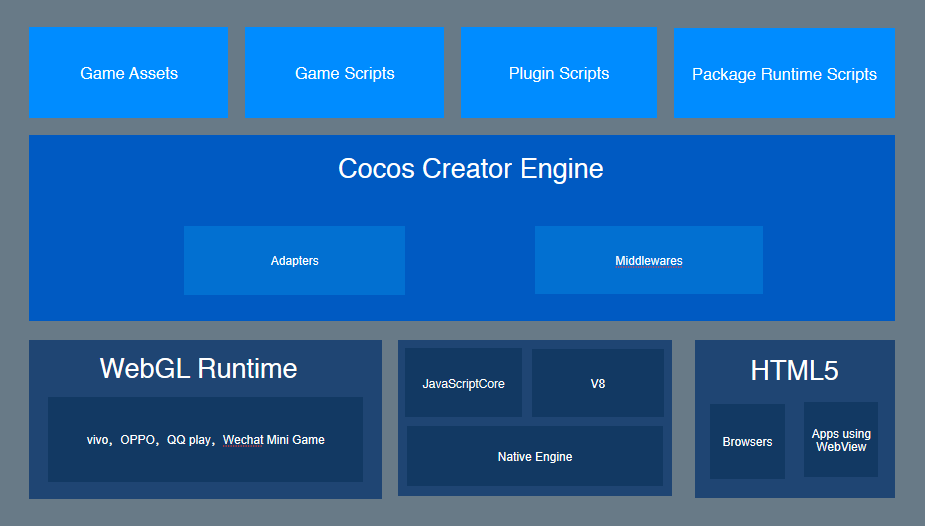 Game Assets
Game Scripts
Plugin Scripts
Package Runtime Scripts
Cocos Creator Engine
Adapters
Middlewares
WebGL Runtime
vivo，OPPO，QQ play，Wechat Mini Game
JavaScriptCore
V8
Native Engine
HTML5
Browsers
Apps using
WebView